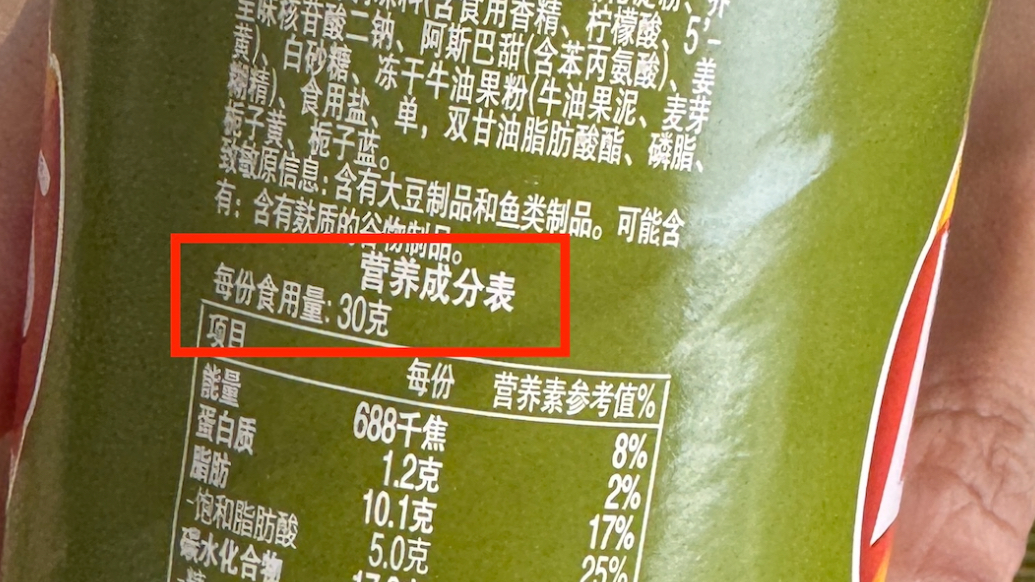 味料(含食用香精、柠檬酸、5'-
呈味核苷酸二钠、阿斯巴甜(含苯丙氨酸)、姜
黄)、白砂糖、冻干牛油果粉(牛油果泥、麦芽
糊精)、食用盐、单，双甘油脂肪酸酯、磷脂、
栀子黄、栀子蓝。
致敏原信息：含有大豆制品和鱼类制品。可能含
有：含有麸质的谷物制品。
营养成分表
每份食用量: 30克
项目 每份 营养素参考值%
能量 688千焦 8%
蛋白质 1.2克 2%
脂肪 10.1克 17%
-饱和脂肪酸 5.0克 25%
碳水化合物